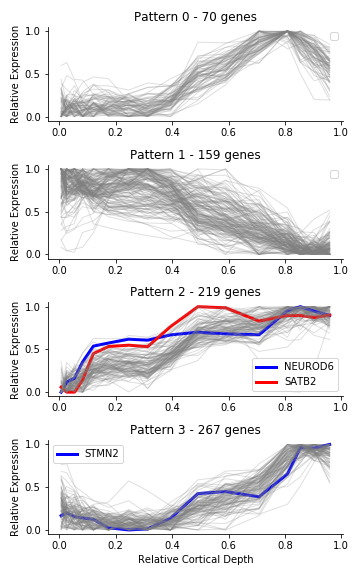 Pattern 0 - 70 genes
Relative Expression
1.0
0.5
0.0
0.0 0.2 0.4 0.6 0.8 1.0
Pattern 1 - 159 genes
Relative Expression
1.0
0.5
0.0
0.0 0.2 0.4 0.6 0.8 1.0
Pattern 2 - 219 genes
Relative Expression
1.0
0.5
0.0
NEUROD6
SATB2
0.0 0.2 0.4 0.6 0.8 1.0
Pattern 3 - 267 genes
Relative Expression
1.0
0.5
0.0
STMN2
0.0 0.2 0.4 0.6 0.8 1.0
Relative Cortical Depth